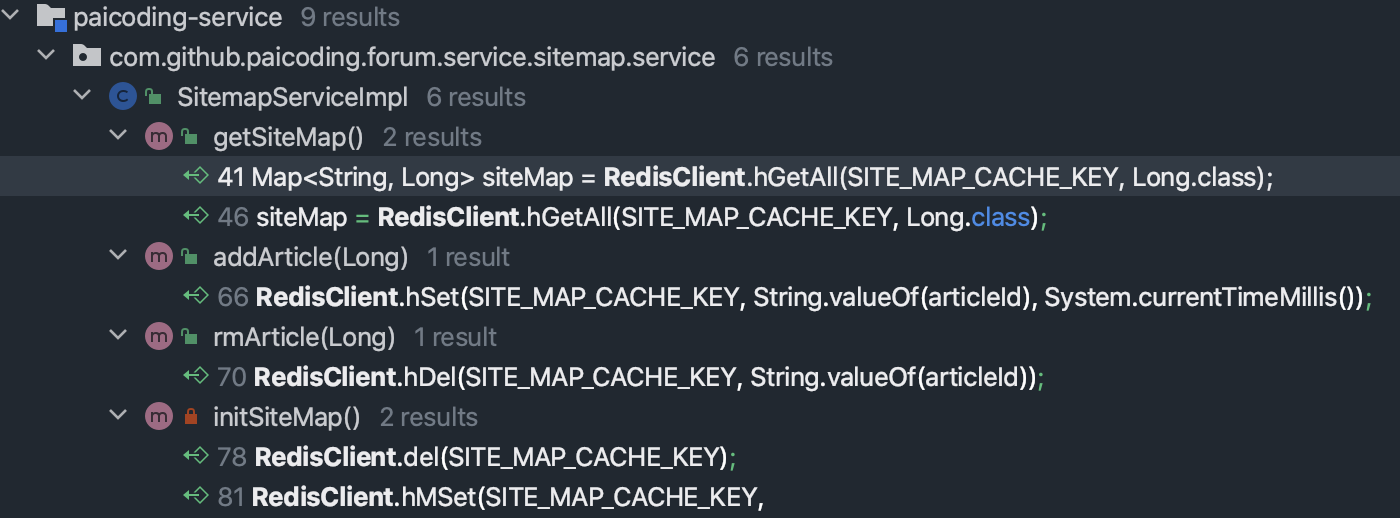 paicoding-service 9 results
com.github.paicoding.forum.service.sitemap.service 6 results
C SitemapServiceImpl 6 results
m getSiteMap() 2 results
41 Map<String, Long> siteMap = RedisClient.hGetAll(SITE_MAP_CACHE_KEY, Long.class);
46 siteMap = RedisClient.hGetAll(SITE_MAP_CACHE_KEY, Long.class);
m addArticle(Long) 1 result
66 RedisClient.hSet(SITE_MAP_CACHE_KEY, String.valueOf(articleId), System.currentTimeMillis());
m rmArticle(Long) 1 result
70 RedisClient.hDel(SITE_MAP_CACHE_KEY, String.valueOf(articleId));
m initSiteMap() 2 results
78 RedisClient.del(SITE_MAP_CACHE_KEY);
81 RedisClient.hMSet(SITE_MAP_CACHE_KEY,